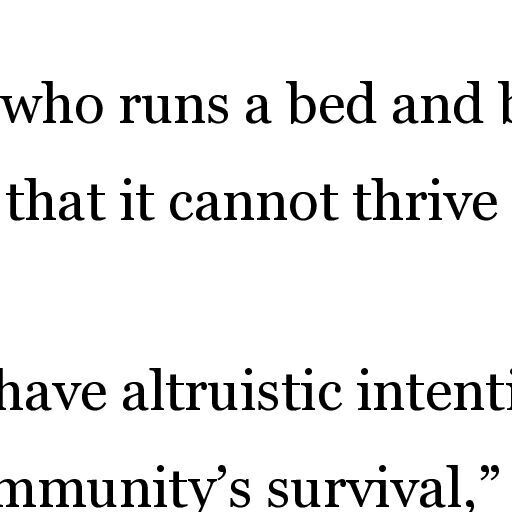 who runs a bed and b
that it cannot thrive
have altruistic intenti
mmunity’s survival,”